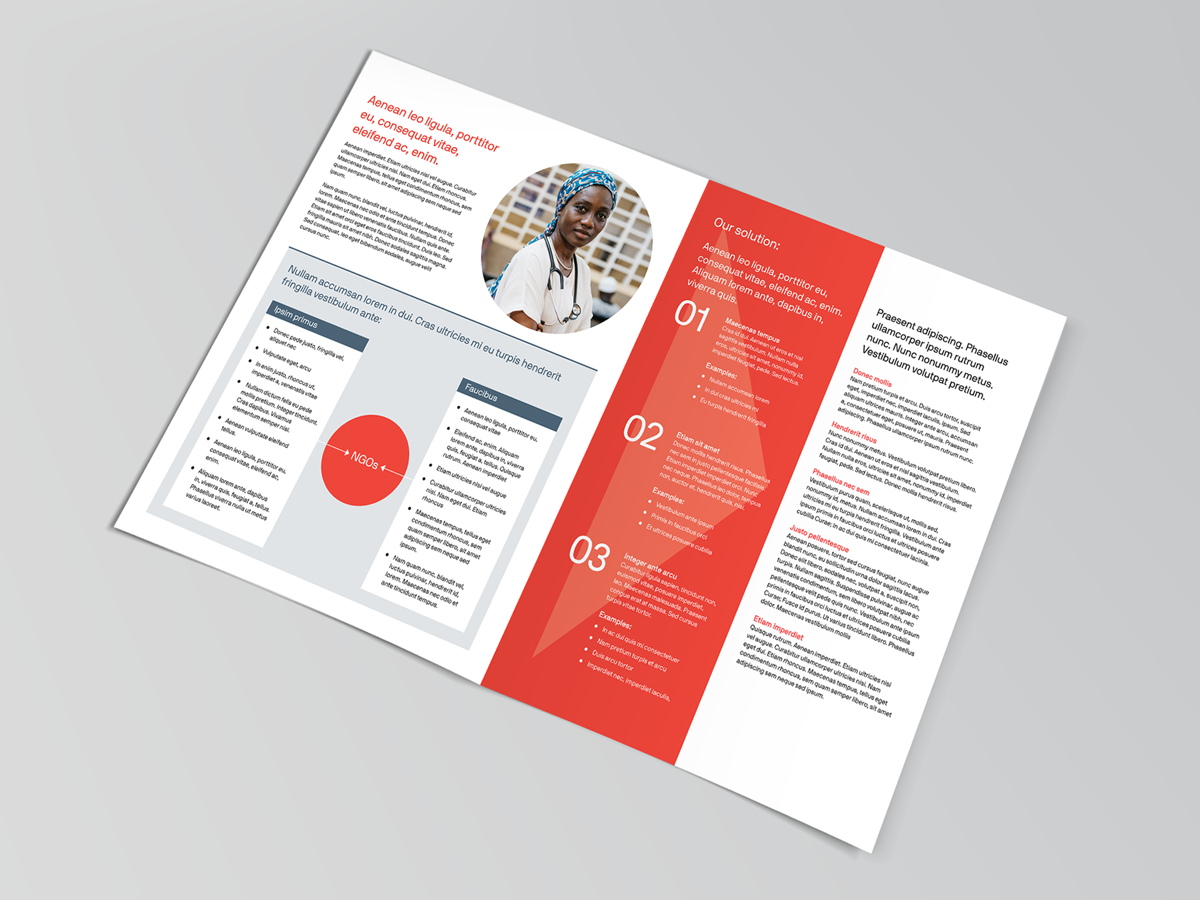 Aenean leo ligula, porttitor
eu, consequat vitae,
eleifend ac, enim.
Aenean imperdiet. Etiam ultricies nisi vel augue. Curabitur
ullamcorper ultricies nisi. Nam eget dui. Etiam rhoncus.
Maecenas tempus, tellus eget condimentum rhoncus, sem
quam semper libero, sit amet adipiscing sem neque sed
ipsum.
Nam quam nunc, blandit vel, luctus pulvinar, hendrerit id,
lorem. Maecenas nec odio et ante tincidunt tempus. Donec
vitae sapien ut libero venenatis faucibus. Nullam quis ante.
Etiam sit amet orci eget eros faucibus tincidunt. Duis leo. Sed
fringilla mauris sit amet nibh. Donec sodales sagittis magna.
Sed consequat, leo eget bibendum sodales, augue velit
cursus nunc.
Nullam accumsan lorem in dui. Cras ultricies mi eu turpis hendrerit
fringilla vestibulum ante:
Ipsim primus
• Donec pede justo, fringilla vel,
aliquet nec
• Vulputate eget, arcu
• In enim justo, rhoncus ut,
imperdiet a, venenatis vitae
• Nullam dictum felis eu pede
mollis pretium. Integer tincidunt.
Cras dapibus. Vivamus
elementum semper nisi.
• Aenean vulputate eleifend
tellus.
• Aenean leo ligula, porttitor eu,
consequat vitae, eleifend ac,
enim.
• Aliquam lorem ante, dapibus
in, viverra quis, feugiat a, tellus.
Phasellus viverra nulla ut metus
varius laoreet.
NGOs
Faucibus
• Aenean leo ligula, porttitor eu,
consequat vitae
• Eleifend ac, enim. Aliquam
lorem ante, dapibus in, viverra
quis, feugiat a, tellus. Quisque
rutrum. Aenean imperdiet
• Etiam ultricies nisi vel augue
• Curabitur ullamcorper ultricies
nisi. Nam eget dui. Etiam
rhoncus
• Maecenas tempus, tellus eget
condimentum rhoncus, sem
quam semper libero, sit amet
adipiscing sem neque sed
ipsum.
• Nam quam nunc, blandit vel,
luctus pulvinar, hendrerit id,
lorem. Maecenas nec odio et
ante tincidunt tempus.
Our solution:
Aenean leo ligula, porttitor eu,
consequat vitae, eleifend ac, enim.
Aliquam lorem ante, dapibus in,
viverra quis.
01
Maecenas tempus
Cras id dui. Aenean ut eros et nisl
sagittis vestibulum. Nullam nulla
eros, ultricies sit amet, nonummy id,
imperdiet feugiat, pede. Sed lectus.
Examples:
• Nullam accumsan lorem
• In dui cras ultricies mi
• Eu turpis hendrerit fringilla
02
Etiam sit amet
Donec mollis hendrerit risus. Phasellus
nec sem in justo pellentesque facilisis.
Etiam imperdiet imperdiet orci. Nunc
nec neque. Phasellus leo dolor, tempus
non, auctor et, hendrerit quis, nisi.
Examples:
• Vestibulum ante ipsum
• Primis in faucibus orci
• Et ultrices posuere cubilia
03
Integer ante arcu
Curabitur ligula sapien, tincidunt non,
euismod vitae, posuere imperdiet,
leo. Maecenas malesuada. Praesent
congue erat at massa. Sed cursus
turpis vitae tortor.
Examples:
• In ac dui quis mi consectetuer
• Nam pretium turpis et arcu
• Duis arcu tortor
• Imperdiet nec, imperdiet iaculis,
Praesent adipiscing. Phasellus
ullamcorper ipsum rutrum
nunc. Nunc nonummy metus.
Vestibulum volutpat pretium.
Donec mollis
Nam pretium turpis et arcu. Duis arcu tortor, suscipit
eget, imperdiet nec, imperdiet iaculis, ipsum. Sed
aliquam ultrices mauris. Integer ante arcu, accumsan
a, consectetuer eget, posuere ut, mauris. Praesent
adipiscing. Phasellus ullamcorper ipsum rutrum nunc.
Hendrerit risus
Nunc nonummy metus. Vestibulum volutpat pretium libero.
Cras id dui. Aenean ut eros et nisl sagittis vestibulum.
Nullam nulla eros, ultricies sit amet, nonummy id, imperdiet
feugiat, pede. Sed lectus. Donec mollis hendrerit risus.
Phasellus nec sem
Vestibulum purus quam, scelerisque ut, mollis sed,
nonummy id, metus. Nullam accumsan lorem in dui. Cras
ultricies mi eu turpis hendrerit fringilla. Vestibulum ante
ipsum primis in faucibus orci luctus et ultrices posuere
cubilia Curae; In ac dui quis mi consectetuer lacinia.
Justo pellentesque
Aenean posuere, tortor sed cursus feugiat, nunc augue
blandit nunc, eu sollicitudin urna dolor sagittis lacus.
Donec elit libero, sodales nec, volutpat a, suscipit non,
turpis. Nullam sagittis. Suspendisse pulvinar, augue ac
venenatis condimentum, sem libero volutpat nibh, nec
pellentesque velit pede quis nunc. Vestibulum ante ipsum
primis in faucibus orci luctus et ultrices posuere cubilia
Curae; Fusce id purus. Ut varius tincidunt libero. Phasellus
dolor. Maecenas vestibulum mollis
Etiam imperdiet
Quisque rutrum. Aenean imperdiet. Etiam ultricies nisi
vel augue. Curabitur ullamcorper ultricies nisi. Nam
eget dui. Etiam rhoncus. Maecenas tempus, tellus eget
condimentum rhoncus, sem quam semper libero, sit amet
adipiscing sem neque sed ipsum.